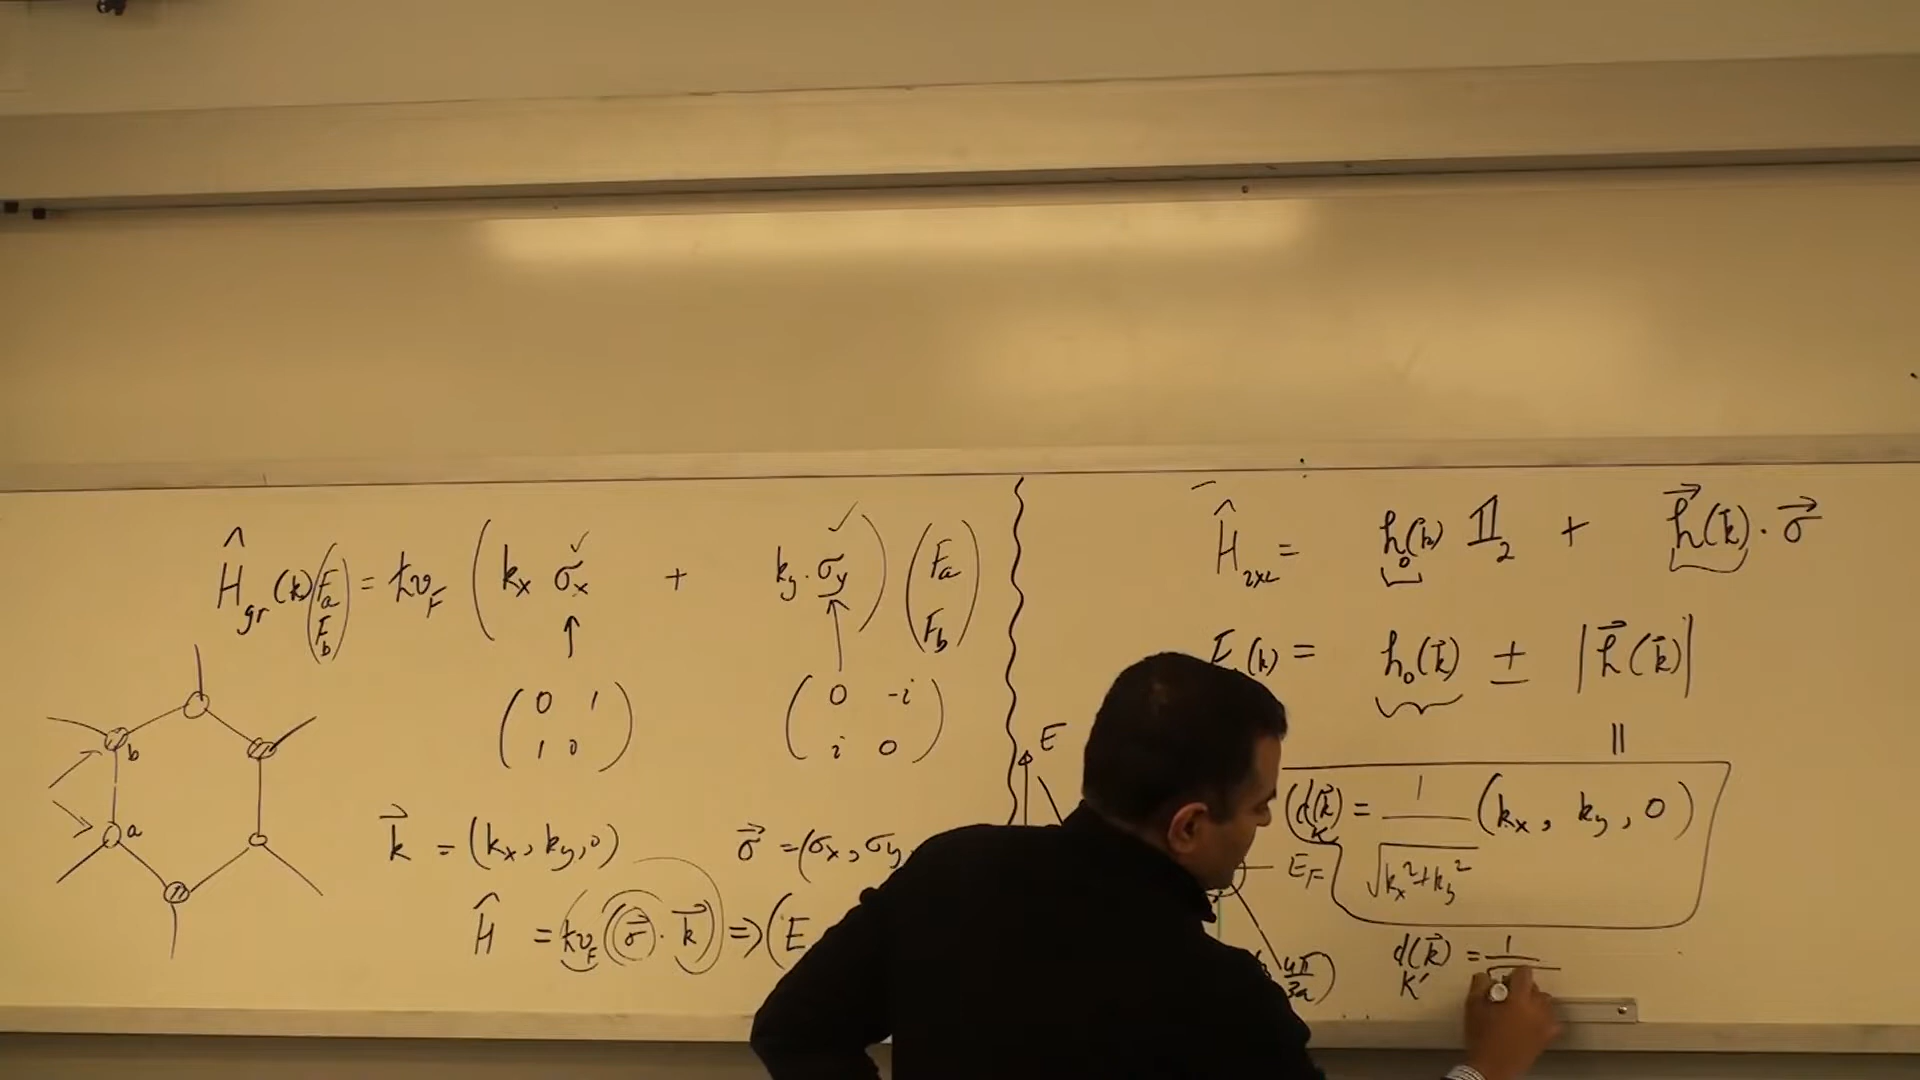 Ĥ_gr(k) (F_a F_b) = ħv_F ( k_x σ_x + k_y · σ_y ) (F_a F_b)
( 0 1 1 0 )
( 0 -i i 0 )
b
a
k⃗ = (k_x, k_y, 0)
σ⃗ = (σ_x, σ_y,
Ĥ = ħv_F (σ⃗ · k⃗) ⇒ (E
Ĥ_2x2 = h_0(k) 𝟙_2 + h⃗(k⃗) · σ⃗
(k) = h_0(k⃗) ± |h⃗(k⃗)|
E
E_F
4π/3a)
(d(k⃗) = 1/√(k_x² + k_y²) (k_x, k_y, 0)
K
d(k⃗) = 1
K'